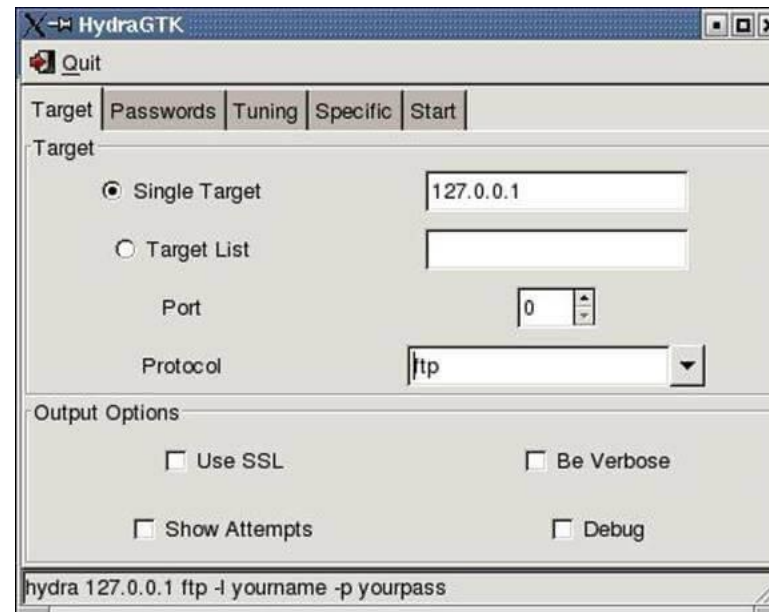 HydraGTK
Quit
Target Passwords Tuning Specific Start
Target
Single Target 127.0.0.1
Target List
Port 0
Protocol ftp
Output Options
Use SSL Be Verbose
Show Attempts Debug
hydra 127.0.0.1 ftp -l yourname -p yourpass